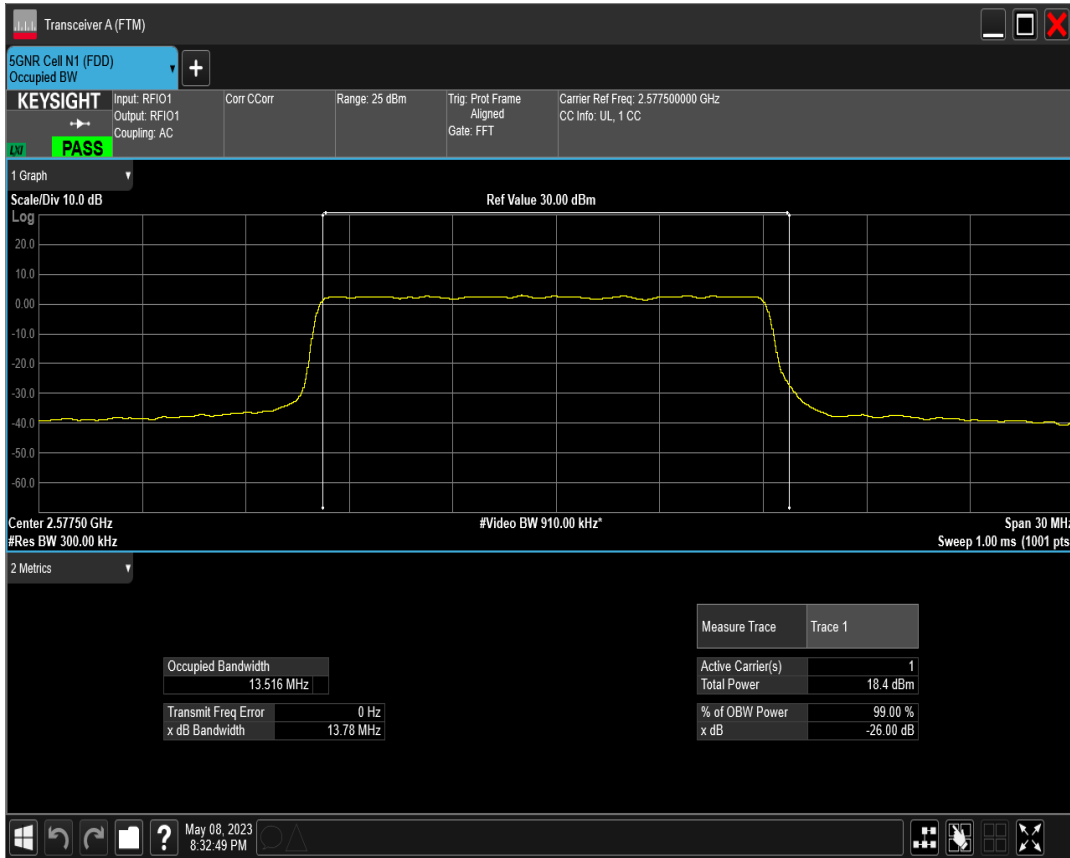 Transceiver A (FTM)
5GNR Cell N1 (FDD)
Occupied BW
+
KEYSIGHT
LXI
PASS
Input: RFIO1
Output: RFIO1
Coupling: AC
Corr CCorr
Range: 25 dBm
Trig: Prot Frame
Aligned
Gate: FFT
Carrier Ref Freq: 2.577500000 GHz
CC Info: UL, 1 CC
1 Graph
Scale/Div 10.0 dB
Ref Value 30.00 dBm
Log
20.0
10.0
0.00
-10.0
-20.0
-30.0
-40.0
-50.0
-60.0
Center 2.57750 GHz
#Video BW 910.00 kHz*
Span 30 MHz
#Res BW 300.00 kHz
Sweep 1.00 ms (1001 pts
2 Metrics
Measure Trace Trace 1
Occupied Bandwidth
13.516 MHz
Active Carrier(s) 1
Total Power 18.4 dBm
Transmit Freq Error 0 Hz
x dB Bandwidth 13.78 MHz
% of OBW Power 99.00 %
x dB -26.00 dB
?
May 08, 2023
8:32:49 PM